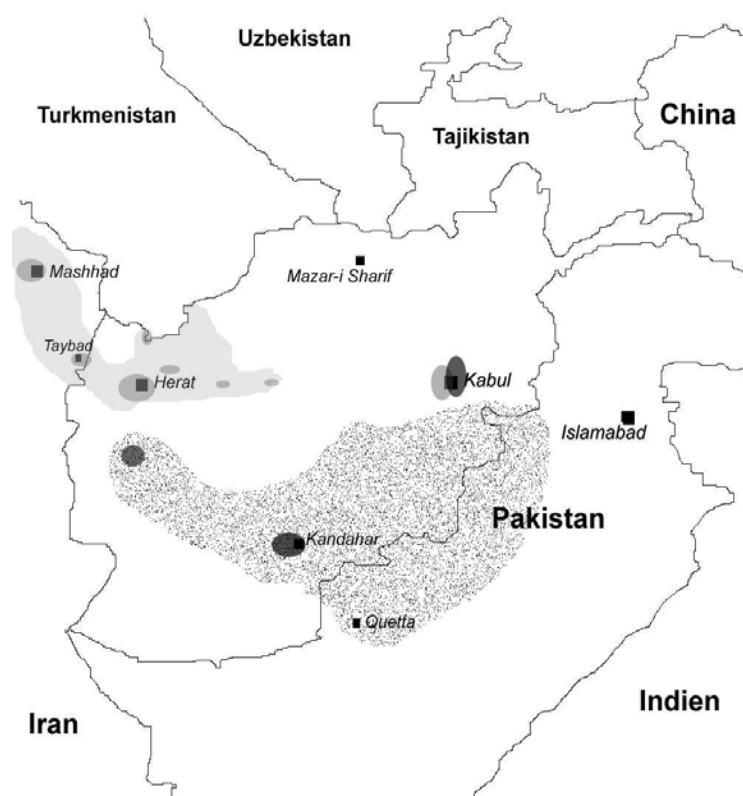 Uzbekistan
Turkmenistan
China
Tajikistan
Mashhad
Mazar-i Sharif
Taybad
Herat
Kabul
Islamabad
Pakistan
Kandahar
Quetta
Indien
Iran